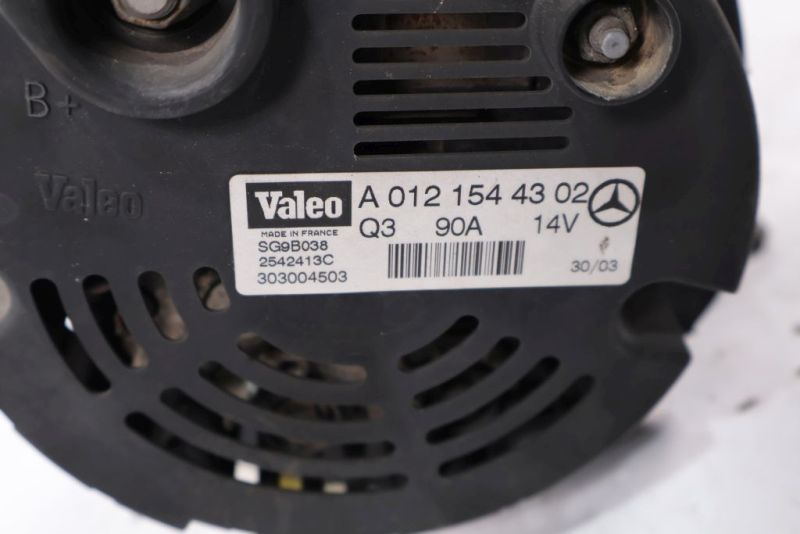 B+
Valeo
Valeo A 012 154 43 02
MADE IN FRANCE Q3 90A 14V
SG9B038
2542413C
303004503 30/03